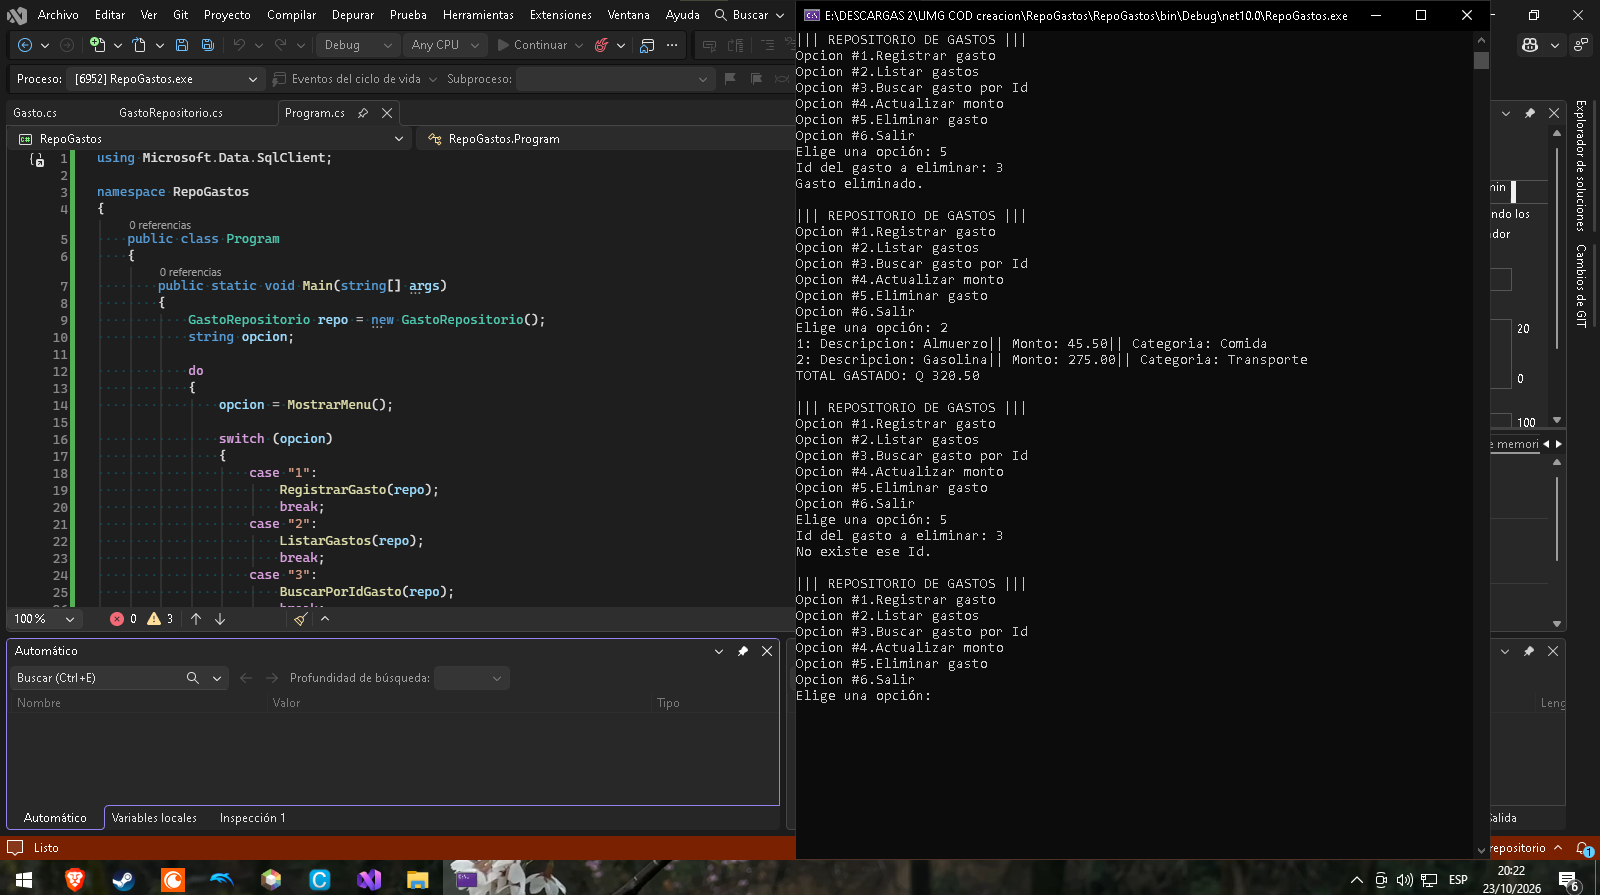 Archivo Editar Ver Git Proyecto Compilar Depurar Prueba Herramientas Extensiones Ventana Ayuda Buscar
Debug Any CPU Continuar
Proceso: [6952] RepoGastos.exe Eventos del ciclo de vida Subproceso:
Gasto.cs GastoRepositorio.cs Program.cs
RepoGastos RepoGastos.Program
1 using Microsoft.Data.SqlClient;
2
3 namespace RepoGastos
4 {
0 referencias
5 public class Program
6 {
0 referencias
7 public static void Main(string[] args)
8 {
9 GastoRepositorio repo = new GastoRepositorio();
10 string opcion;
11
12 do
13 {
14 opcion = MostrarMenu();
15
16 switch (opcion)
17 {
18 case "1":
19 RegistrarGasto(repo);
20 break;
21 case "2":
22 ListarGastos(repo);
23 break;
24 case "3":
25 BuscarPorIdGasto(repo);
100 % 0 3
Automático
Buscar (Ctrl+E) Profundidad de búsqueda:
Nombre Valor Tipo
Automático Variables locales Inspección 1
Listo
E:\DESCARGAS 2\UMG COD creacion\RepoGastos\RepoGastos\bin\Debug\net10.0\RepoGastos.exe
||| REPOSITORIO DE GASTOS |||
Opcion #1.Registrar gasto
Opcion #2.Listar gastos
Opcion #3.Buscar gasto por Id
Opcion #4.Actualizar monto
Opcion #5.Eliminar gasto
Opcion #6.Salir
Elige una opción: 5
Id del gasto a eliminar: 3
Gasto eliminado.
||| REPOSITORIO DE GASTOS |||
Opcion #1.Registrar gasto
Opcion #2.Listar gastos
Opcion #3.Buscar gasto por Id
Opcion #4.Actualizar monto
Opcion #5.Eliminar gasto
Opcion #6.Salir
Elige una opción: 2
1: Descripcion: Almuerzo|| Monto: 45.50|| Categoria: Comida
2: Descripcion: Gasolina|| Monto: 275.00|| Categoria: Transporte
TOTAL GASTADO: Q 320.50
||| REPOSITORIO DE GASTOS |||
Opcion #1.Registrar gasto
Opcion #2.Listar gastos
Opcion #3.Buscar gasto por Id
Opcion #4.Actualizar monto
Opcion #5.Eliminar gasto
Opcion #6.Salir
Elige una opción: 5
Id del gasto a eliminar: 3
No existe ese Id.
||| REPOSITORIO DE GASTOS |||
Opcion #1.Registrar gasto
Opcion #2.Listar gastos
Opcion #3.Buscar gasto por Id
Opcion #4.Actualizar monto
Opcion #5.Eliminar gasto
Opcion #6.Salir
Elige una opción:
Explorador de soluciones
Cambios de GIT
min
ndo los
ador
20
0
100
e memori
Leng
Salida
repositorio 1
ESP
20:22
23/10/2026
6